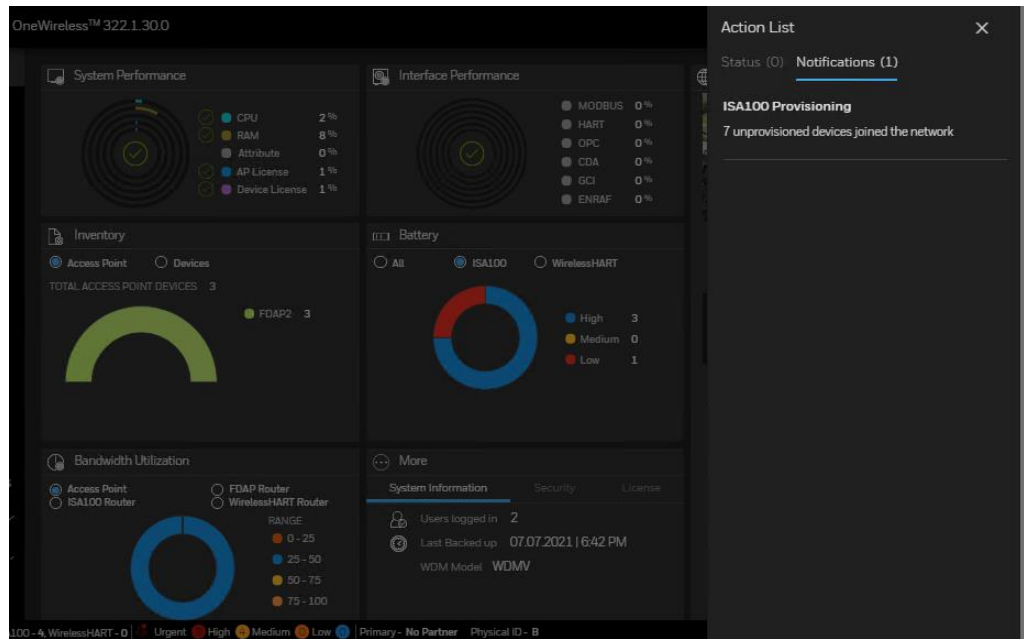 OneWireless™ 322.1.30.0
Action List
Status (0) Notifications (1)
ISA100 Provisioning
7 unprovisioned devices joined the network
System Performance
CPU 2 %
RAM 8 %
Attribute 0 %
AP License 1 %
Device License 1 %
Interface Performance
MODBUS 0 %
HART 0 %
OPC 0 %
CDA 0 %
GCI 0 %
ENRAF 0 %
Inventory
Access Point Devices
TOTAL ACCESS POINT DEVICES 3
FDAP2 3
Battery
All ISA100 WirelessHART
High 3
Medium 0
Low 1
Bandwidth Utilization
Access Point FDAP Router
ISA100 Router WirelessHART Router
RANGE
0 - 25
25 - 50
50 - 75
75 - 100
More
System Information Security License
Users logged in 2
Last Backed up 07.07.2021 | 6:42 PM
WDM Model WDMV
A100 - 4, WirelessHART - 0 Urgent High Medium Low Primary - No Partner Physical ID - B